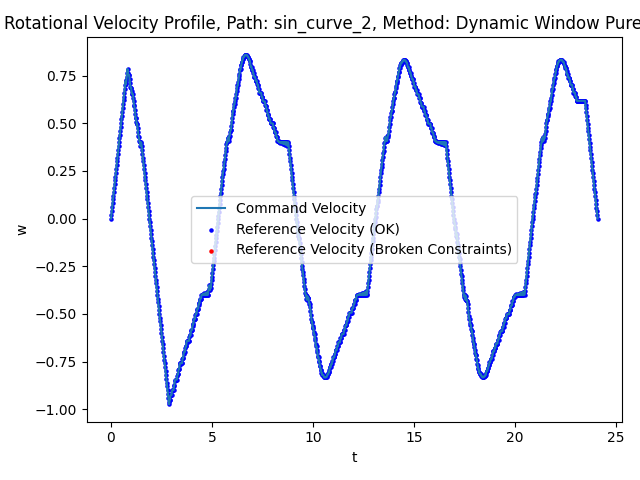 Rotational Velocity Profile, Path: sin_curve_2, Method: Dynamic Window Pure
0.75
0.50
0.25
0.00
−0.25
−0.50
−0.75
−1.00
w
Command Velocity
Reference Velocity (OK)
Reference Velocity (Broken Constraints)
0
5
10
15
20
25
t